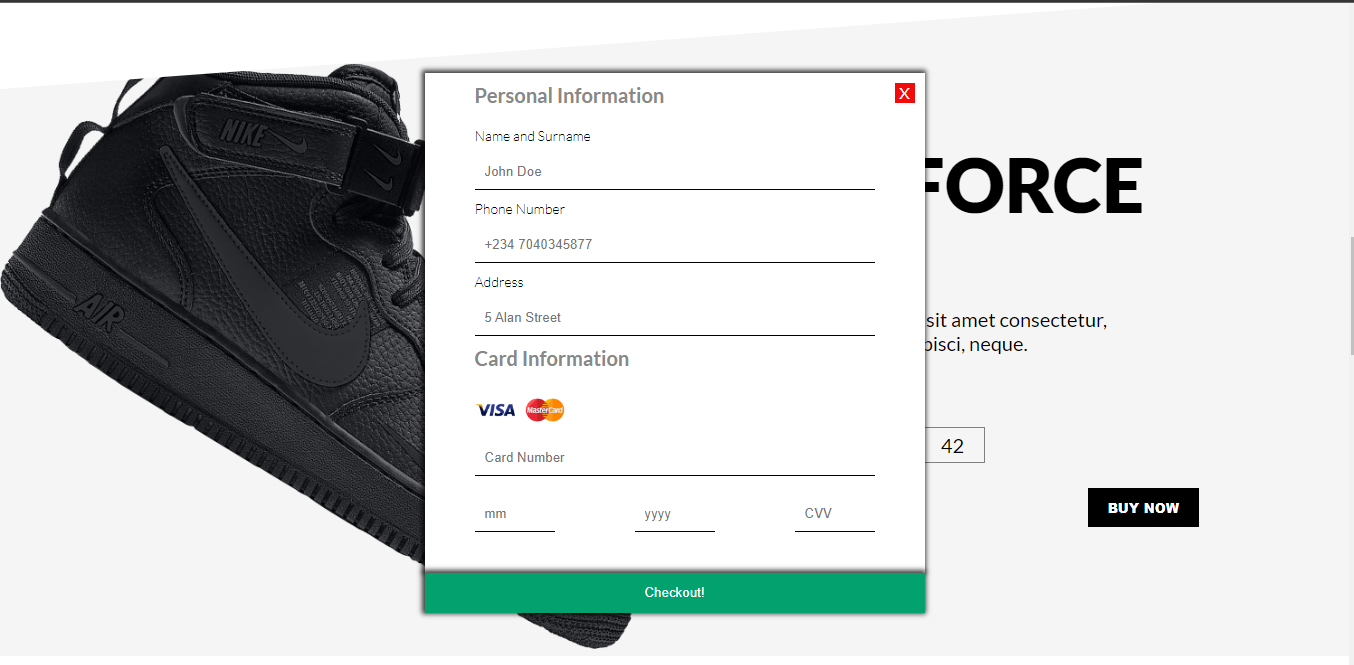 Personal Information
X
Name and Surname
John Doe
Phone Number
+234 7040345877
Address
5 Alan Street
Card Information
VISA MasterCard
Card Number
mm yyyy CVV
Checkout!
NIKE
AIR
FORCE
sit amet consectetur,
neque.
42
BUY NOW